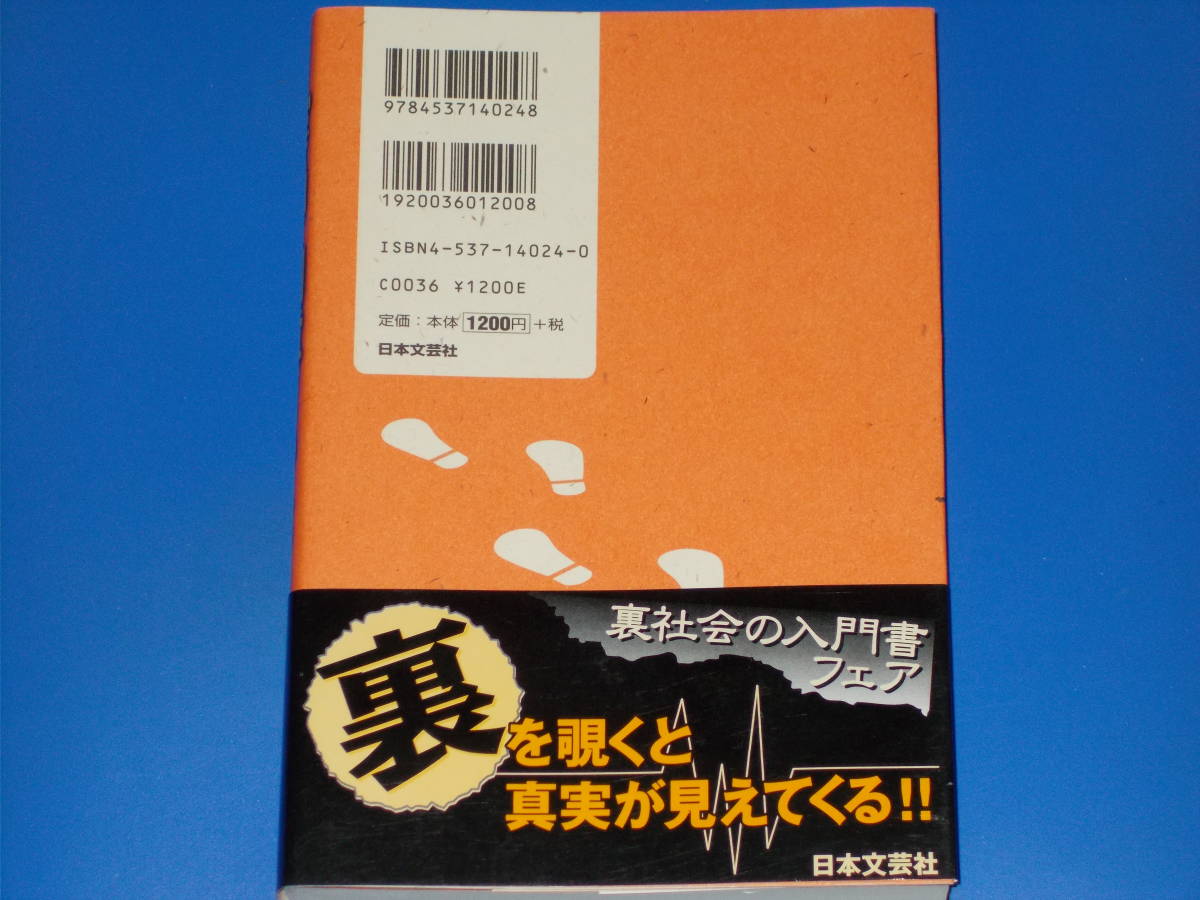 9784537140248
1920036012008
ISBN4-537-14024-0
C0036 ¥1200E
定価：本体1200円+税
日本文芸社
裏社会の入門書
フェア
裏を覗くと
真実が見えてくる!!
日本文芸社